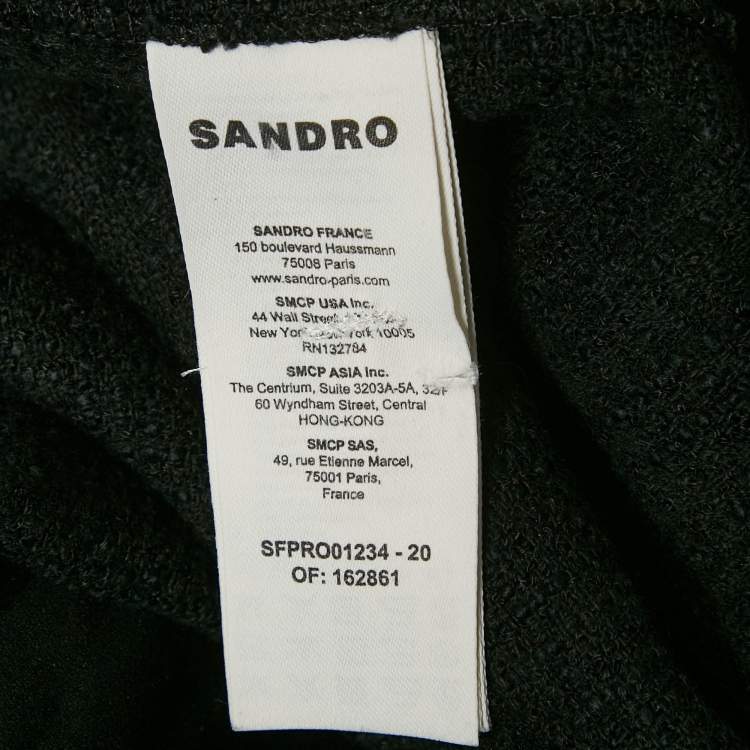 SANDRO
SANDRO FRANCE
150 boulevard Haussmann
75008 Paris
www.sandro-paris.com
SMCP USA Inc.
44 Wall Street
New York 10005
RN132784
SMCP ASIA Inc.
The Centrium, Suite 3203A-5A,
60 Wyndham Street, Central
HONG-KONG
SMCP SAS,
49, rue Etienne Marcel,
75001 Paris,
France
SFPRO01234 - 20
OF: 162861